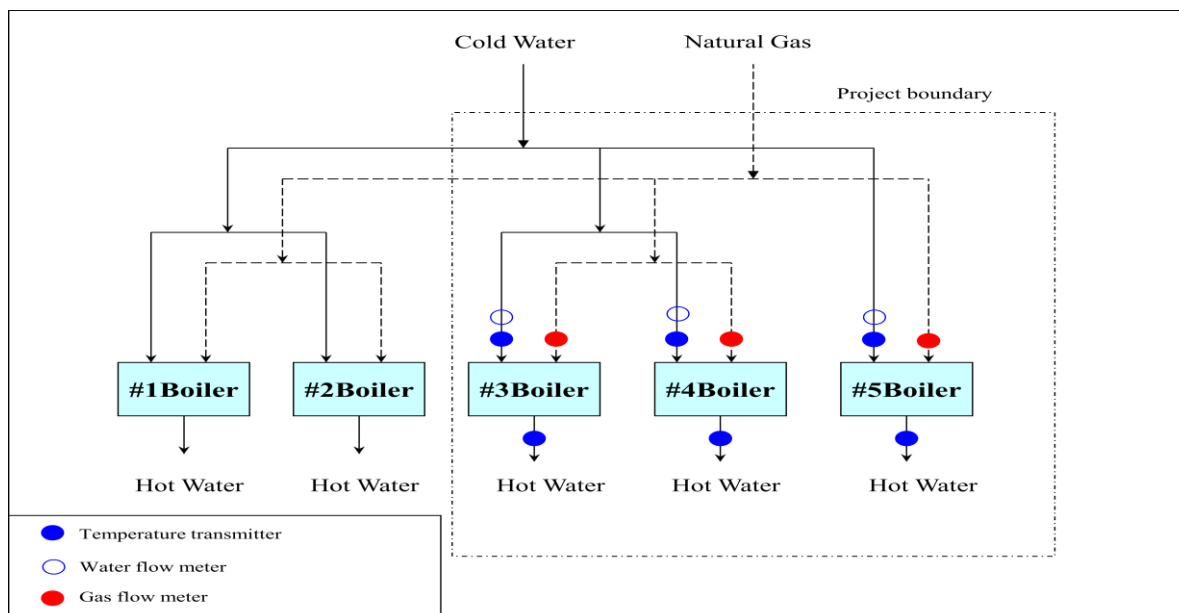 Cold Water
Natural Gas
Project boundary
#1Boiler
#2Boiler
#3Boiler
#4Boiler
#5Boiler
Hot Water
Hot Water
Hot Water
Hot Water
Hot Water
Temperature transmitter
Water flow meter
Gas flow meter